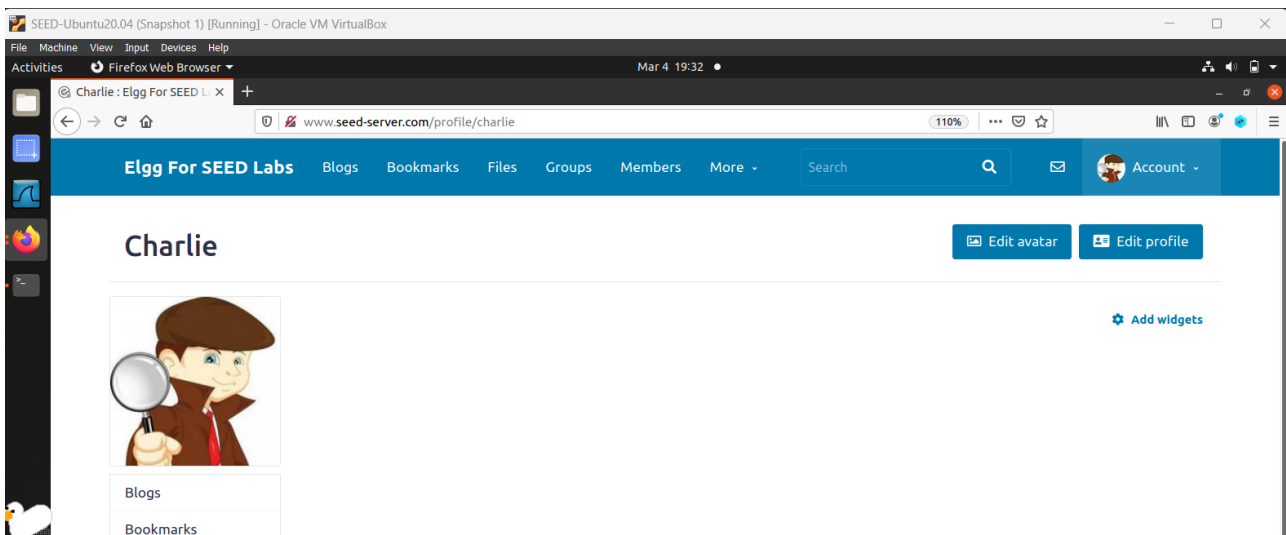 SEED-Ubuntu20.04 (Snapshot 1) [Running] - Oracle VM VirtualBox
File Machine View Input Devices Help
Activities Firefox Web Browser Mar 4 19:32
Charlie : Elgg For SEED L
www.seed-server.com/profile/charlie 110%
Elgg For SEED Labs Blogs Bookmarks Files Groups Members More Search Account
Charlie Edit avatar Edit profile
Add widgets
Blogs
Bookmarks